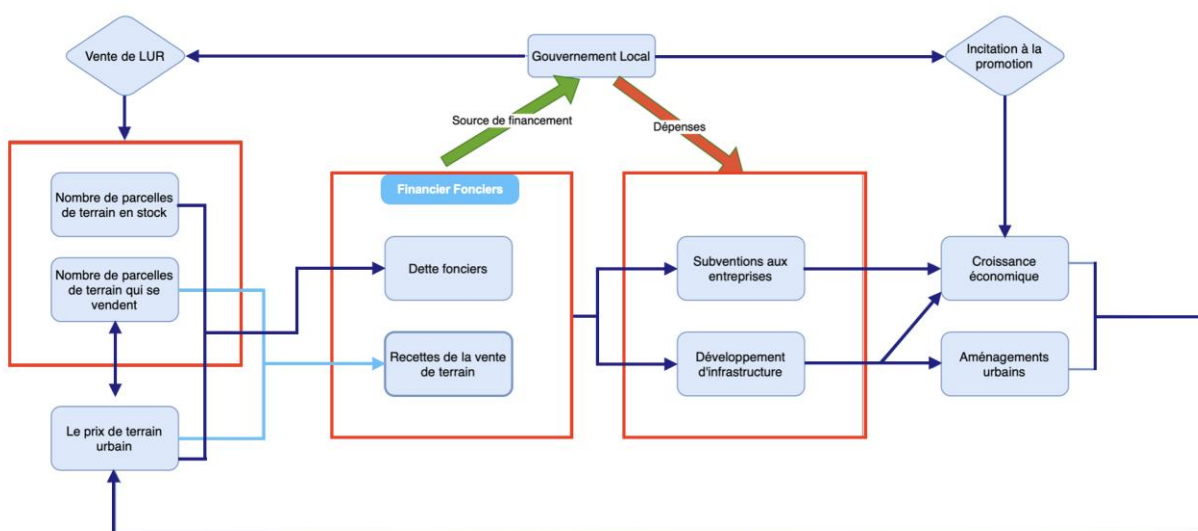 Vente de LUR
Gouvernement Local
Incitation à la
promotion
Source de financement
Dépenses
Financier Fonciers
Nombre de parcelles
de terrain en stock
Nombre de parcelles
de terrain qui se
vendent
Le prix de terrain
urbain
Dette fonciers
Recettes de la vente
de terrain
Subventions aux
entreprises
Développement
d'infrastructure
Croissance
économique
Aménagements
urbains